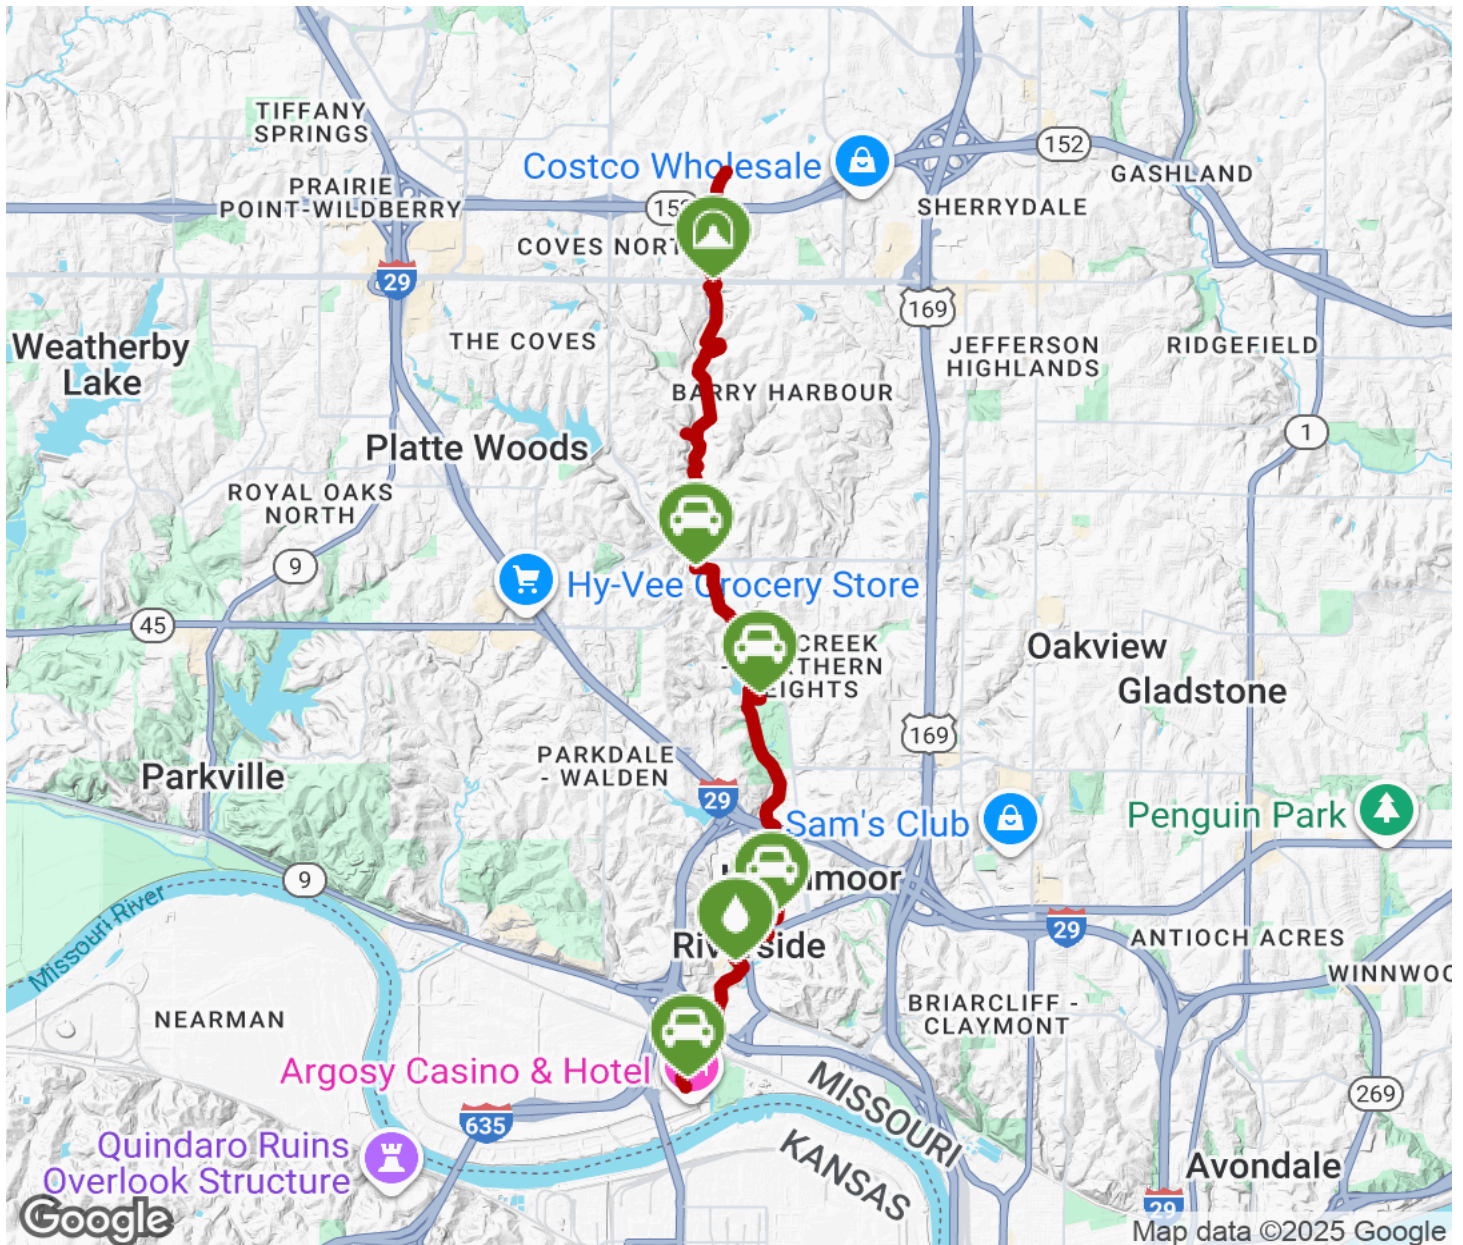 TIFFANY
SPRINGS
152
Costco Wholesale
GASHLAND
PRAIRIE
POINT-WILDBERRY
SHERRYDALE
COVES NORT
29
169
THE COVES
Weatherby
Lake
JEFFERSON
HIGHLANDS
RIDGEFIELD
BARRY HARBOUR
1
Platte Woods
ROYAL OAKS
NORTH
9
Hy-Vee Grocery Store
45
CREEK
THERN
EIGHTS
Oakview
Gladstone
169
PARKDALE
- WALDEN
Parkville
29
Sam's Club
Penguin Park
9
moor
Missouri River
29
ANTIOCH ACRES
Riverside
WINNWOO
NEARMAN
BRIARCLIFF -
CLAYMONT
Argosy Casino & Hotel
MISSOURI
269
635
KANSAS
Quindaro Ruins
Overlook Structure
Avondale
29
Google
Map data ©2025 Google